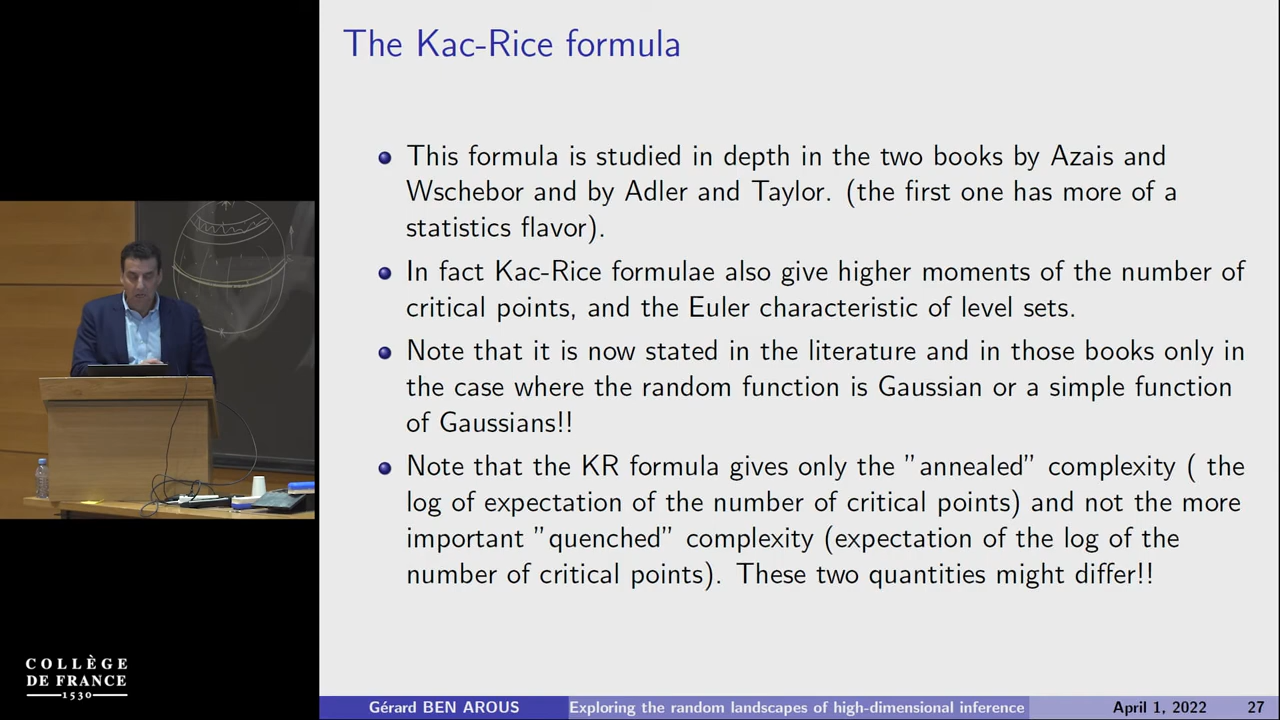 The Kac-Rice formula
This formula is studied in depth in the two books by Azais and
Wschebor and by Adler and Taylor. (the first one has more of a
statistics flavor).
In fact Kac-Rice formulae also give higher moments of the number of
critical points, and the Euler characteristic of level sets.
Note that it is now stated in the literature and in those books only in
the case where the random function is Gaussian or a simple function
of Gaussians!!
Note that the KR formula gives only the "annealed" complexity ( the
log of expectation of the number of critical points) and not the more
important "quenched" complexity (expectation of the log of the
number of critical points). These two quantities might differ!!
COLLÈGE
DE FRANCE
1530
Gérard BEN AROUS Exploring the random landscapes of high-dimensional inference April 1, 2022 27